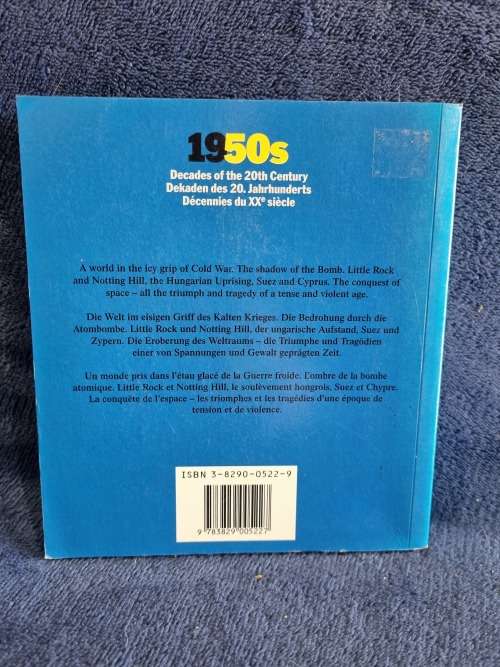 1950s
Decades of the 20th Century
Dekaden des 20. Jahrhunderts
Décennies du XXe siècle
A world in the icy grip of Cold War. The shadow of the Bomb. Little Rock
and Notting Hill, the Hungarian Uprising, Suez and Cyprus. The conquest of
space – all the triumph and tragedy of a tense and violent age.
Die Welt im eisigen Griff des Kalten Krieges. Die Bedrohung durch die
Atombombe. Little Rock und Notting Hill, der ungarische Aufstand, Suez und
Zypern. Die Eroberung des Weltraums – die Triumphe und Tragödien
einer von Spannungen und Gewalt geprägten Zeit.
Un monde pris dans l'étau glacé de la Guerre froide. L'ombre de la bombe
atomique. Little Rock et Notting Hill, le soulèvement hongrois, Suez et Chypre.
La conquête de l'espace – les triomphes et les tragédies d'une époque de
tension et de violence.
ISBN 3-8290-0522-9
9 783829 005227